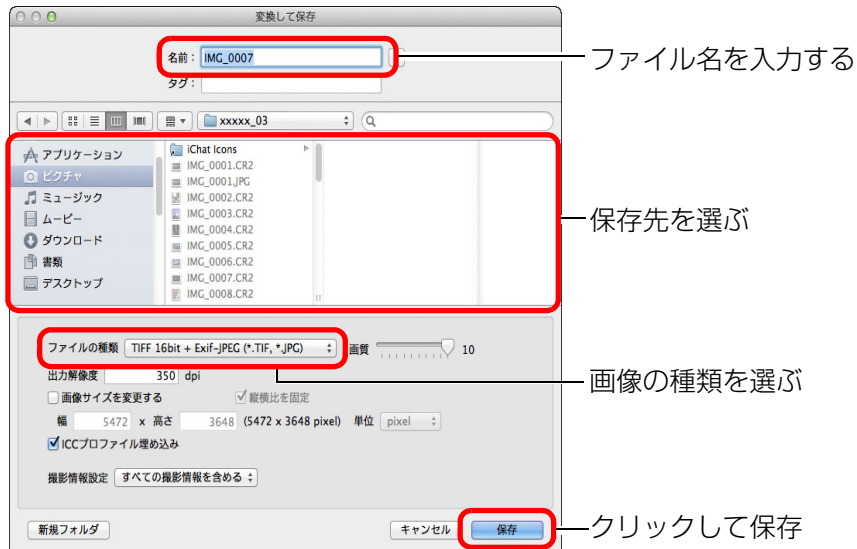 変換して保存
名前： IMG_0007
ファイル名を入力する
タグ：
xxxxx_03
アプリケーション
ピクチャ
ミュージック
ムービー
ダウンロード
書類
デスクトップ
iChat Icons
IMG_0001.CR2
IMG_0001.JPG
IMG_0002.CR2
IMG_0003.CR2
IMG_0004.CR2
IMG_0005.CR2
IMG_0006.CR2
IMG_0007.CR2
IMG_0008.CR2
保存先を選ぶ
ファイルの種類 TIFF 16bit + Exif-JPEG (*.TIF, *.JPG) 画質 10
出力解像度 350 dpi
画像の種類を選ぶ
画像サイズを変更する 縦横比を固定
幅 5472 x 高さ 3648 (5472 x 3648 pixel) 単位 pixel
ICCプロファイル埋め込み
撮影情報設定 すべての撮影情報を含める
新規フォルダ キャンセル 保存
クリックして保存